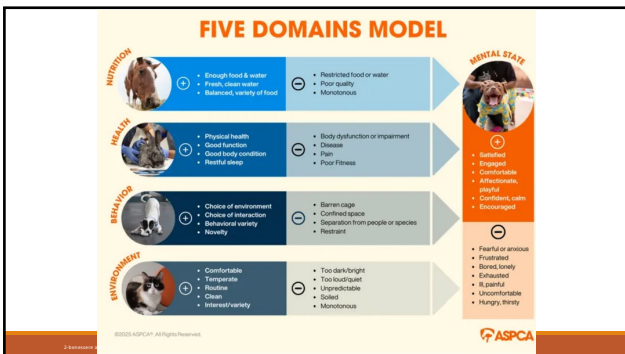 FIVE DOMAINS MODEL
NUTRITION
+
• Enough food & water
• Fresh, clean water
• Balanced, variety of food
−
• Restricted food or water
• Poor quality
• Monotonous
HEALTH
+
• Physical health
• Good function
• Good body condition
• Restful sleep
−
• Body dysfunction or impairment
• Disease
• Pain
• Poor Fitness
BEHAVIOR
+
• Choice of environment
• Choice of interaction
• Behavioral variety
• Novelty
−
• Barren cage
• Confined space
• Separation from people or species
• Restraint
ENVIRONMENT
+
• Comfortable
• Temperate
• Routine
• Clean
• Interest/variety
−
• Too dark/bright
• Too loud/quiet
• Unpredictable
• Soiled
• Monotonous
MENTAL STATE
+
• Satisfied
• Engaged
• Comfortable
• Affectionate,
playful
• Confident, calm
• Encouraged
−
• Fearful or anxious
• Frustrated
• Bored, lonely
• Exhausted
• Ill, painful
• Uncomfortable
• Hungry, thirsty
©2025 ASPCA® All Rights Reserved.
ASPCA